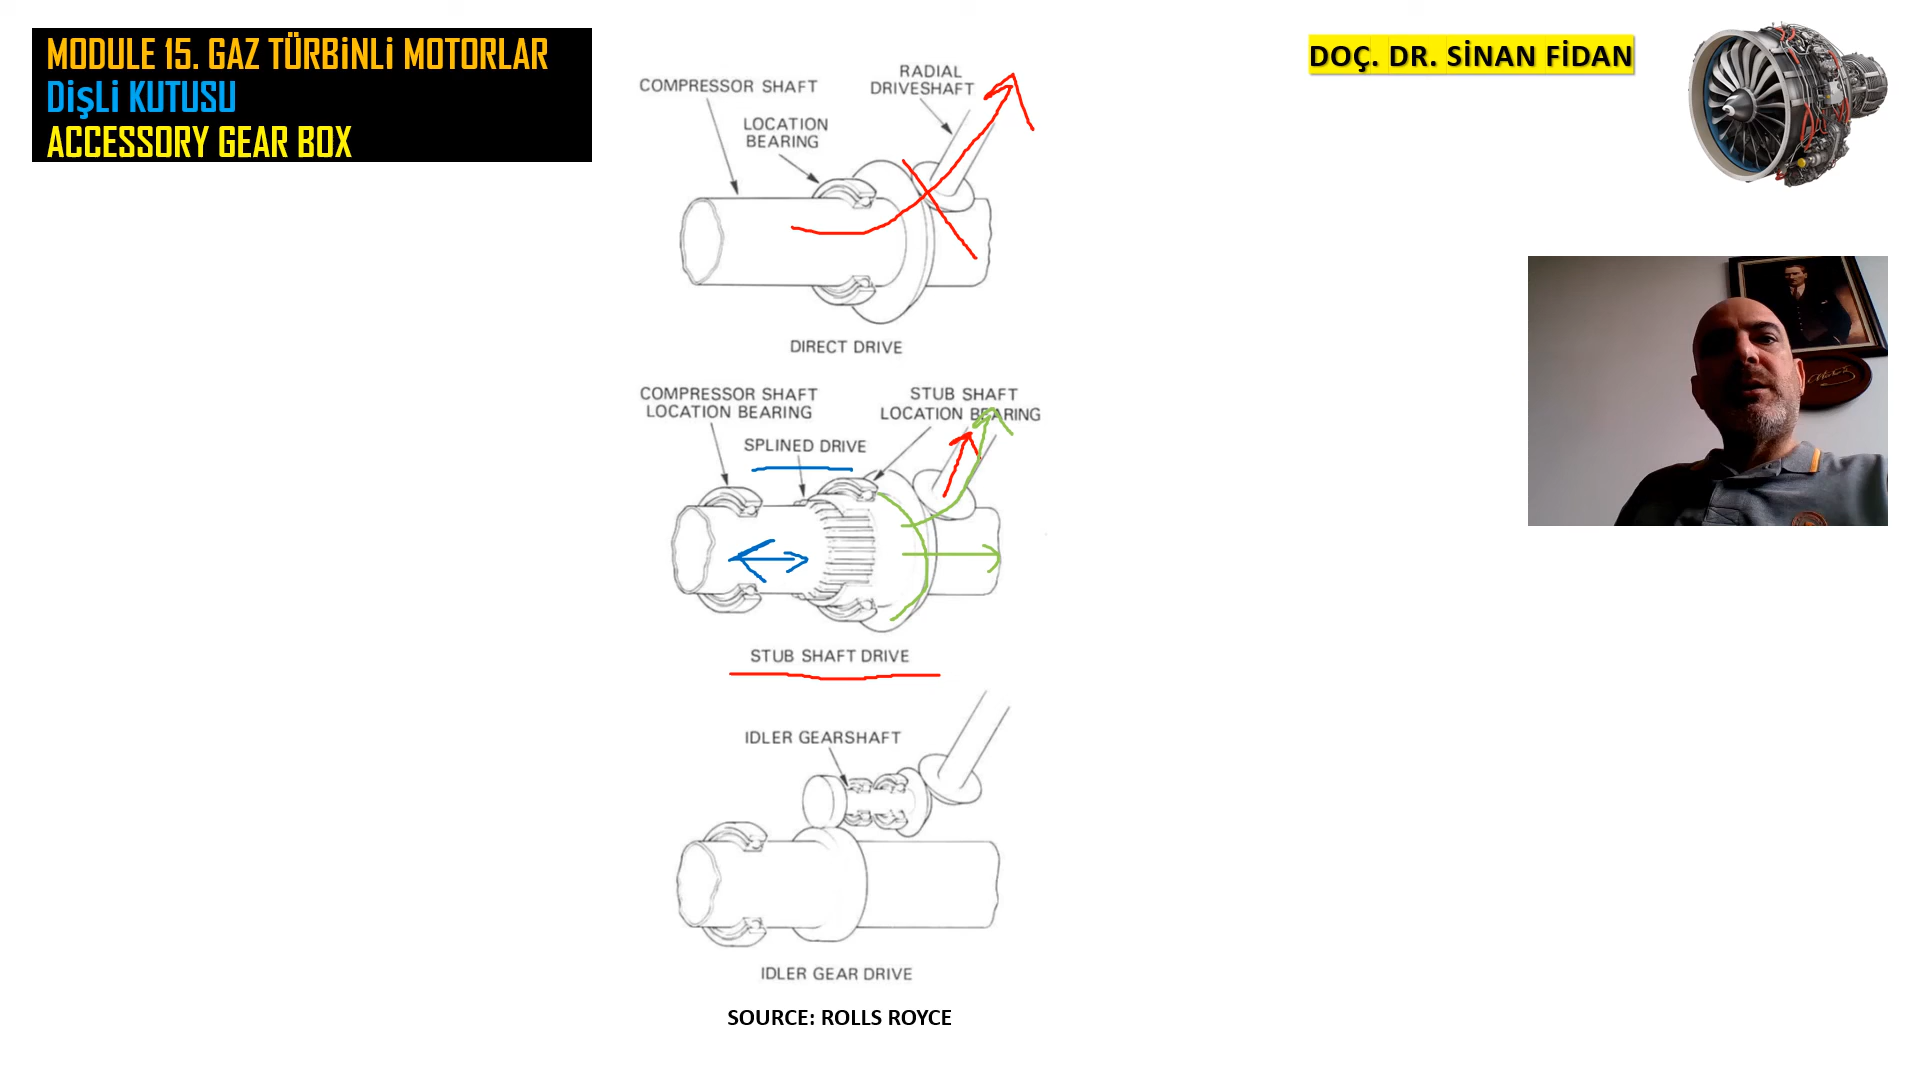 MODULE 15. GAZ TÜRBiNLi MOTORLAR
DişLi KUTUSU
ACCESSORY GEAR BOX
DOÇ. DR. SİNAN FİDAN
COMPRESSOR SHAFT
RADIAL
DRIVESHAFT
LOCATION
BEARING
DIRECT DRIVE
COMPRESSOR SHAFT
LOCATION BEARING
STUB SHAFT
LOCATION BEARING
SPLINED DRIVE
STUB SHAFT DRIVE
IDLER GEARSHAFT
IDLER GEAR DRIVE
SOURCE: ROLLS ROYCE